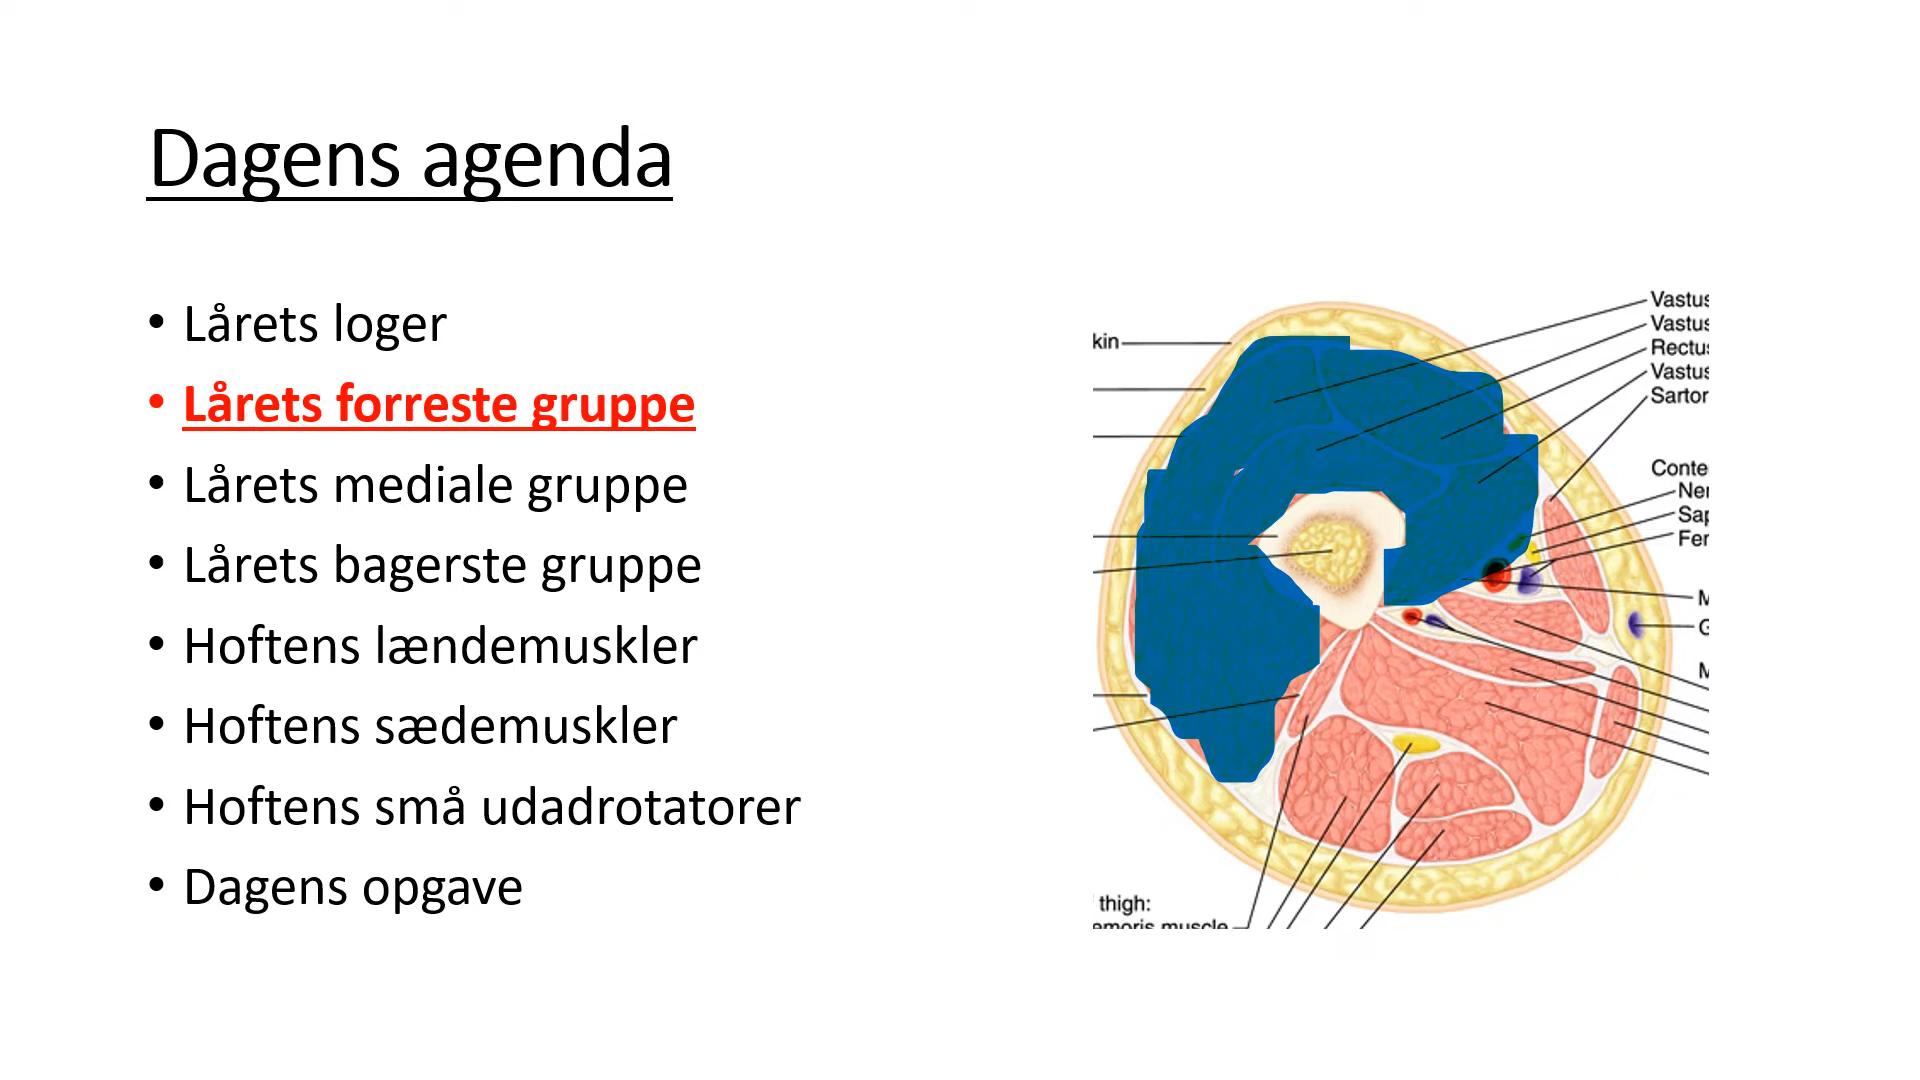 Dagens agenda
• Lårets loger
• Lårets forreste gruppe
• Lårets mediale gruppe
• Lårets bagerste gruppe
• Hoftens lændemuskler
• Hoftens sædemuskler
• Hoftens små udadrotatorer
• Dagens opgave
kin
Vastus
Vastus
Rectus
Vastus
Sartor
Conte
Ner
Sap
Fer
M
G
M
thigh:
emoris muscle